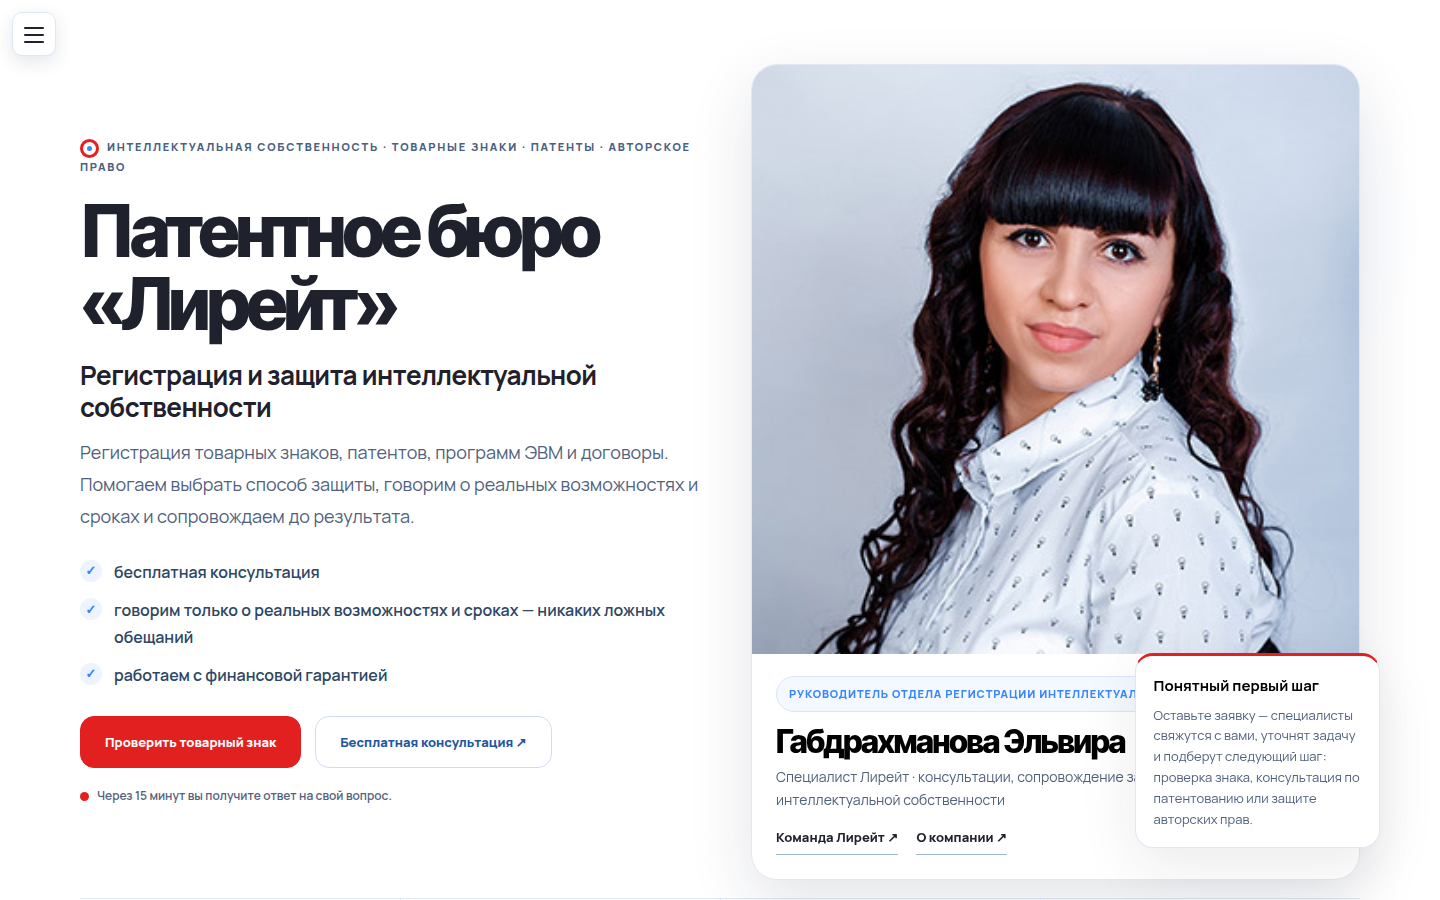 ИНТЕЛЛЕКТУАЛЬНАЯ СОБСТВЕННОСТЬ · ТОВАРНЫЕ ЗНАКИ · ПАТЕНТЫ · АВТОРСКОЕ
ПРАВО
Патентное бюро
«Лирейт»
Регистрация и защита интеллектуальной
собственности
Регистрация товарных знаков, патентов, программ ЭВМ и договоры.
Помогаем выбрать способ защиты, говорим о реальных возможностях и
сроках и сопровождаем до результата.
✓ бесплатная консультация
✓ говорим только о реальных возможностях и сроках — никаких ложных
обещаний
✓ работаем с финансовой гарантией
Проверить товарный знак
Бесплатная консультация ↗
Через 15 минут вы получите ответ на свой вопрос.
РУКОВОДИТЕЛЬ ОТДЕЛА РЕГИСТРАЦИИ
Габдрахманова Эльвира
Специалист Лирейт · консультации, сопровождение
интеллектуальной собственности
Команда Лирейт ↗
О компании ↗
Понятный первый шаг
Оставьте заявку — специалисты
свяжутся с вами, уточнят задачу
и подберут следующий шаг:
проверка знака, консультация по
патентованию или защите
авторских прав.